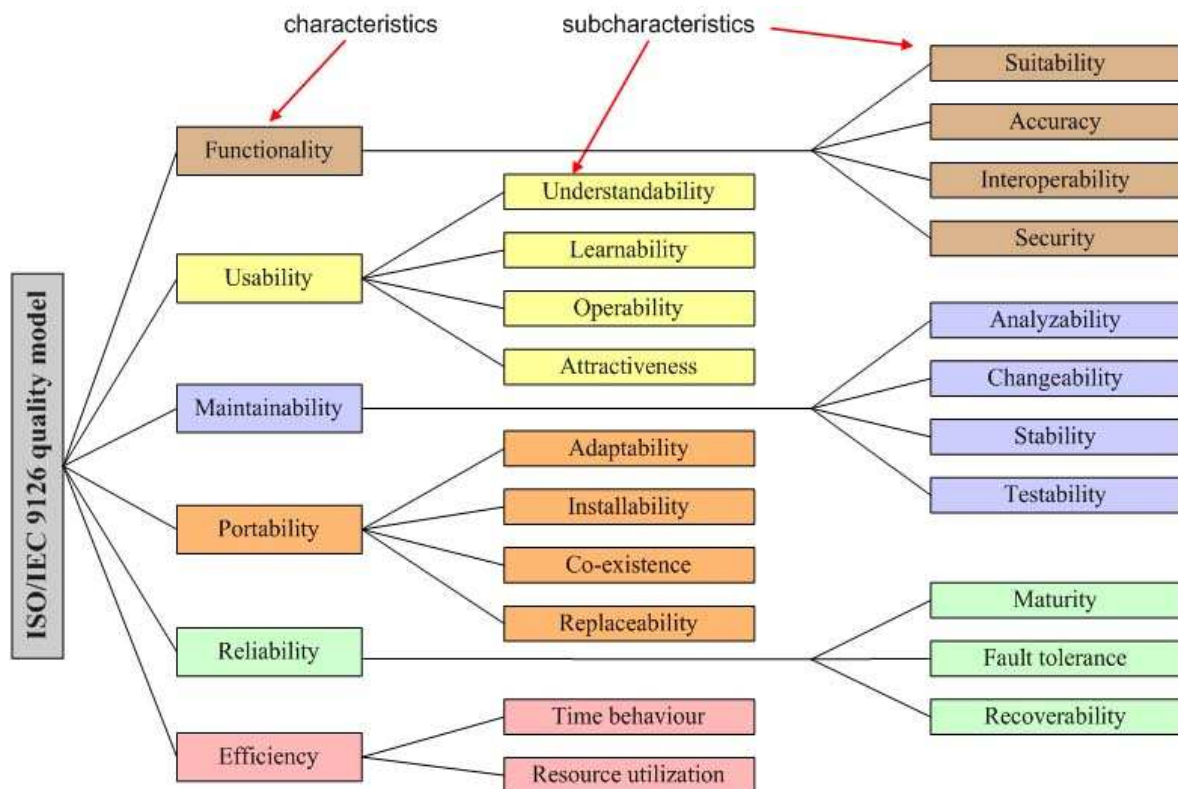 characteristics
subcharacteristics
ISO/IEC 9126 quality model
Functionality
Suitability
Accuracy
Interoperability
Security
Usability
Understandability
Learnability
Operability
Attractiveness
Maintainability
Analyzability
Changeability
Stability
Testability
Portability
Adaptability
Installability
Co-existence
Replaceability
Reliability
Maturity
Fault tolerance
Recoverability
Efficiency
Time behaviour
Resource utilization